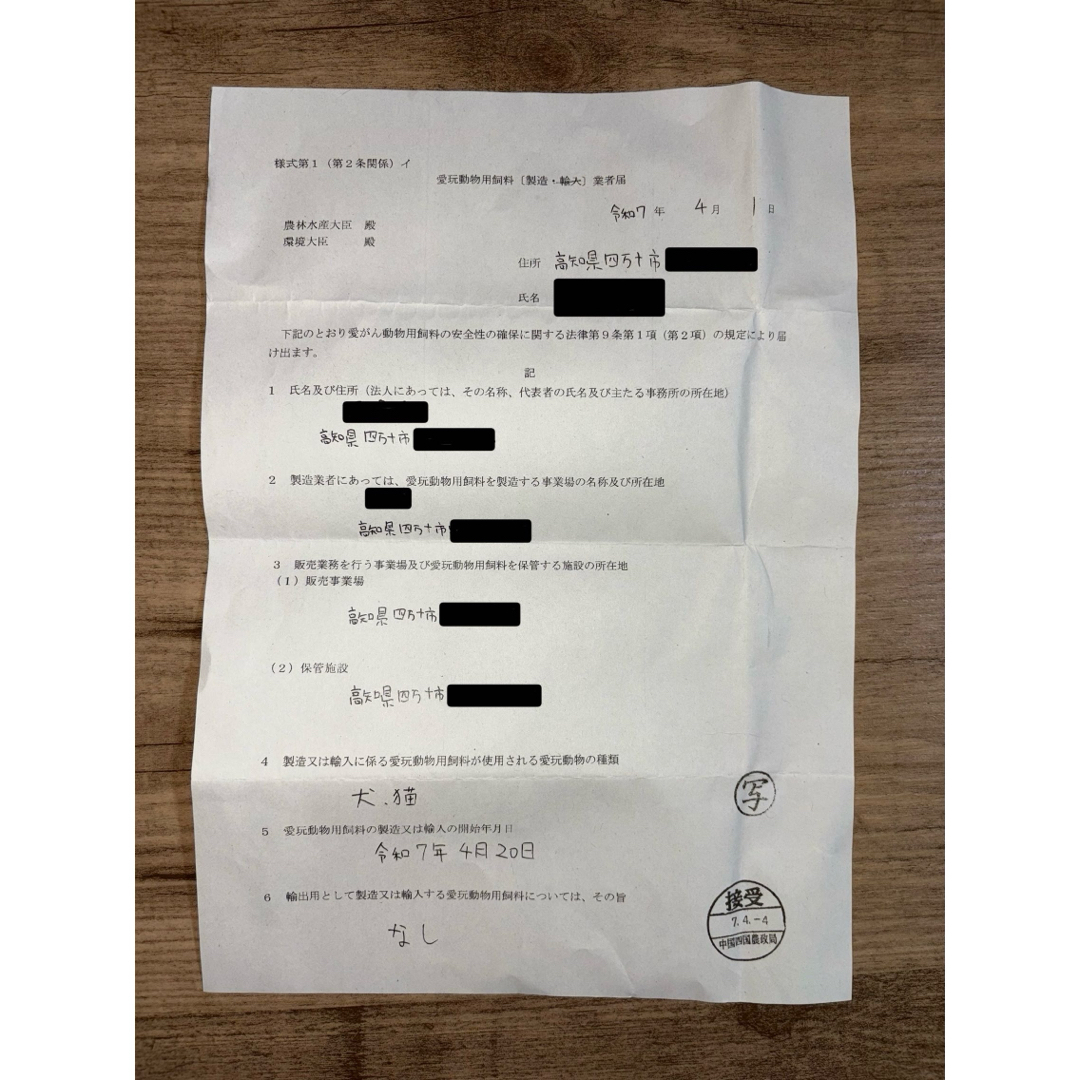 様式第1（第2条関係）イ
愛玩動物用飼料〔製造・輸入〕業者届
令和7年 4月 1日
農林水産大臣 殿
環境大臣 殿
住所 高知県四万十市
氏名
下記のとおり愛がん動物用飼料の安全性の確保に関する法律第9条第1項（第2項）の規定により届
け出ます。
記
1 氏名及び住所（法人にあっては、その名称、代表者の氏名及び主たる事務所の所在地）
高知県四万十市
2 製造業者にあっては、愛玩動物用飼料を製造する事業場の名称及び所在地
高知県四万十市
3 販売業務を行う事業場及び愛玩動物用飼料を保管する施設の所在地
（1）販売事業場
高知県四万十市
（2）保管施設
高知県四万十市
4 製造又は輸入に係る愛玩動物用飼料が使用される愛玩動物の種類
犬、猫
写
5 愛玩動物用飼料の製造又は輸入の開始年月日
令和7年 4月20日
6 輸出用として製造又は輸入する愛玩動物用飼料については、その旨
なし
接受
7.4.-4
中国四国農政局